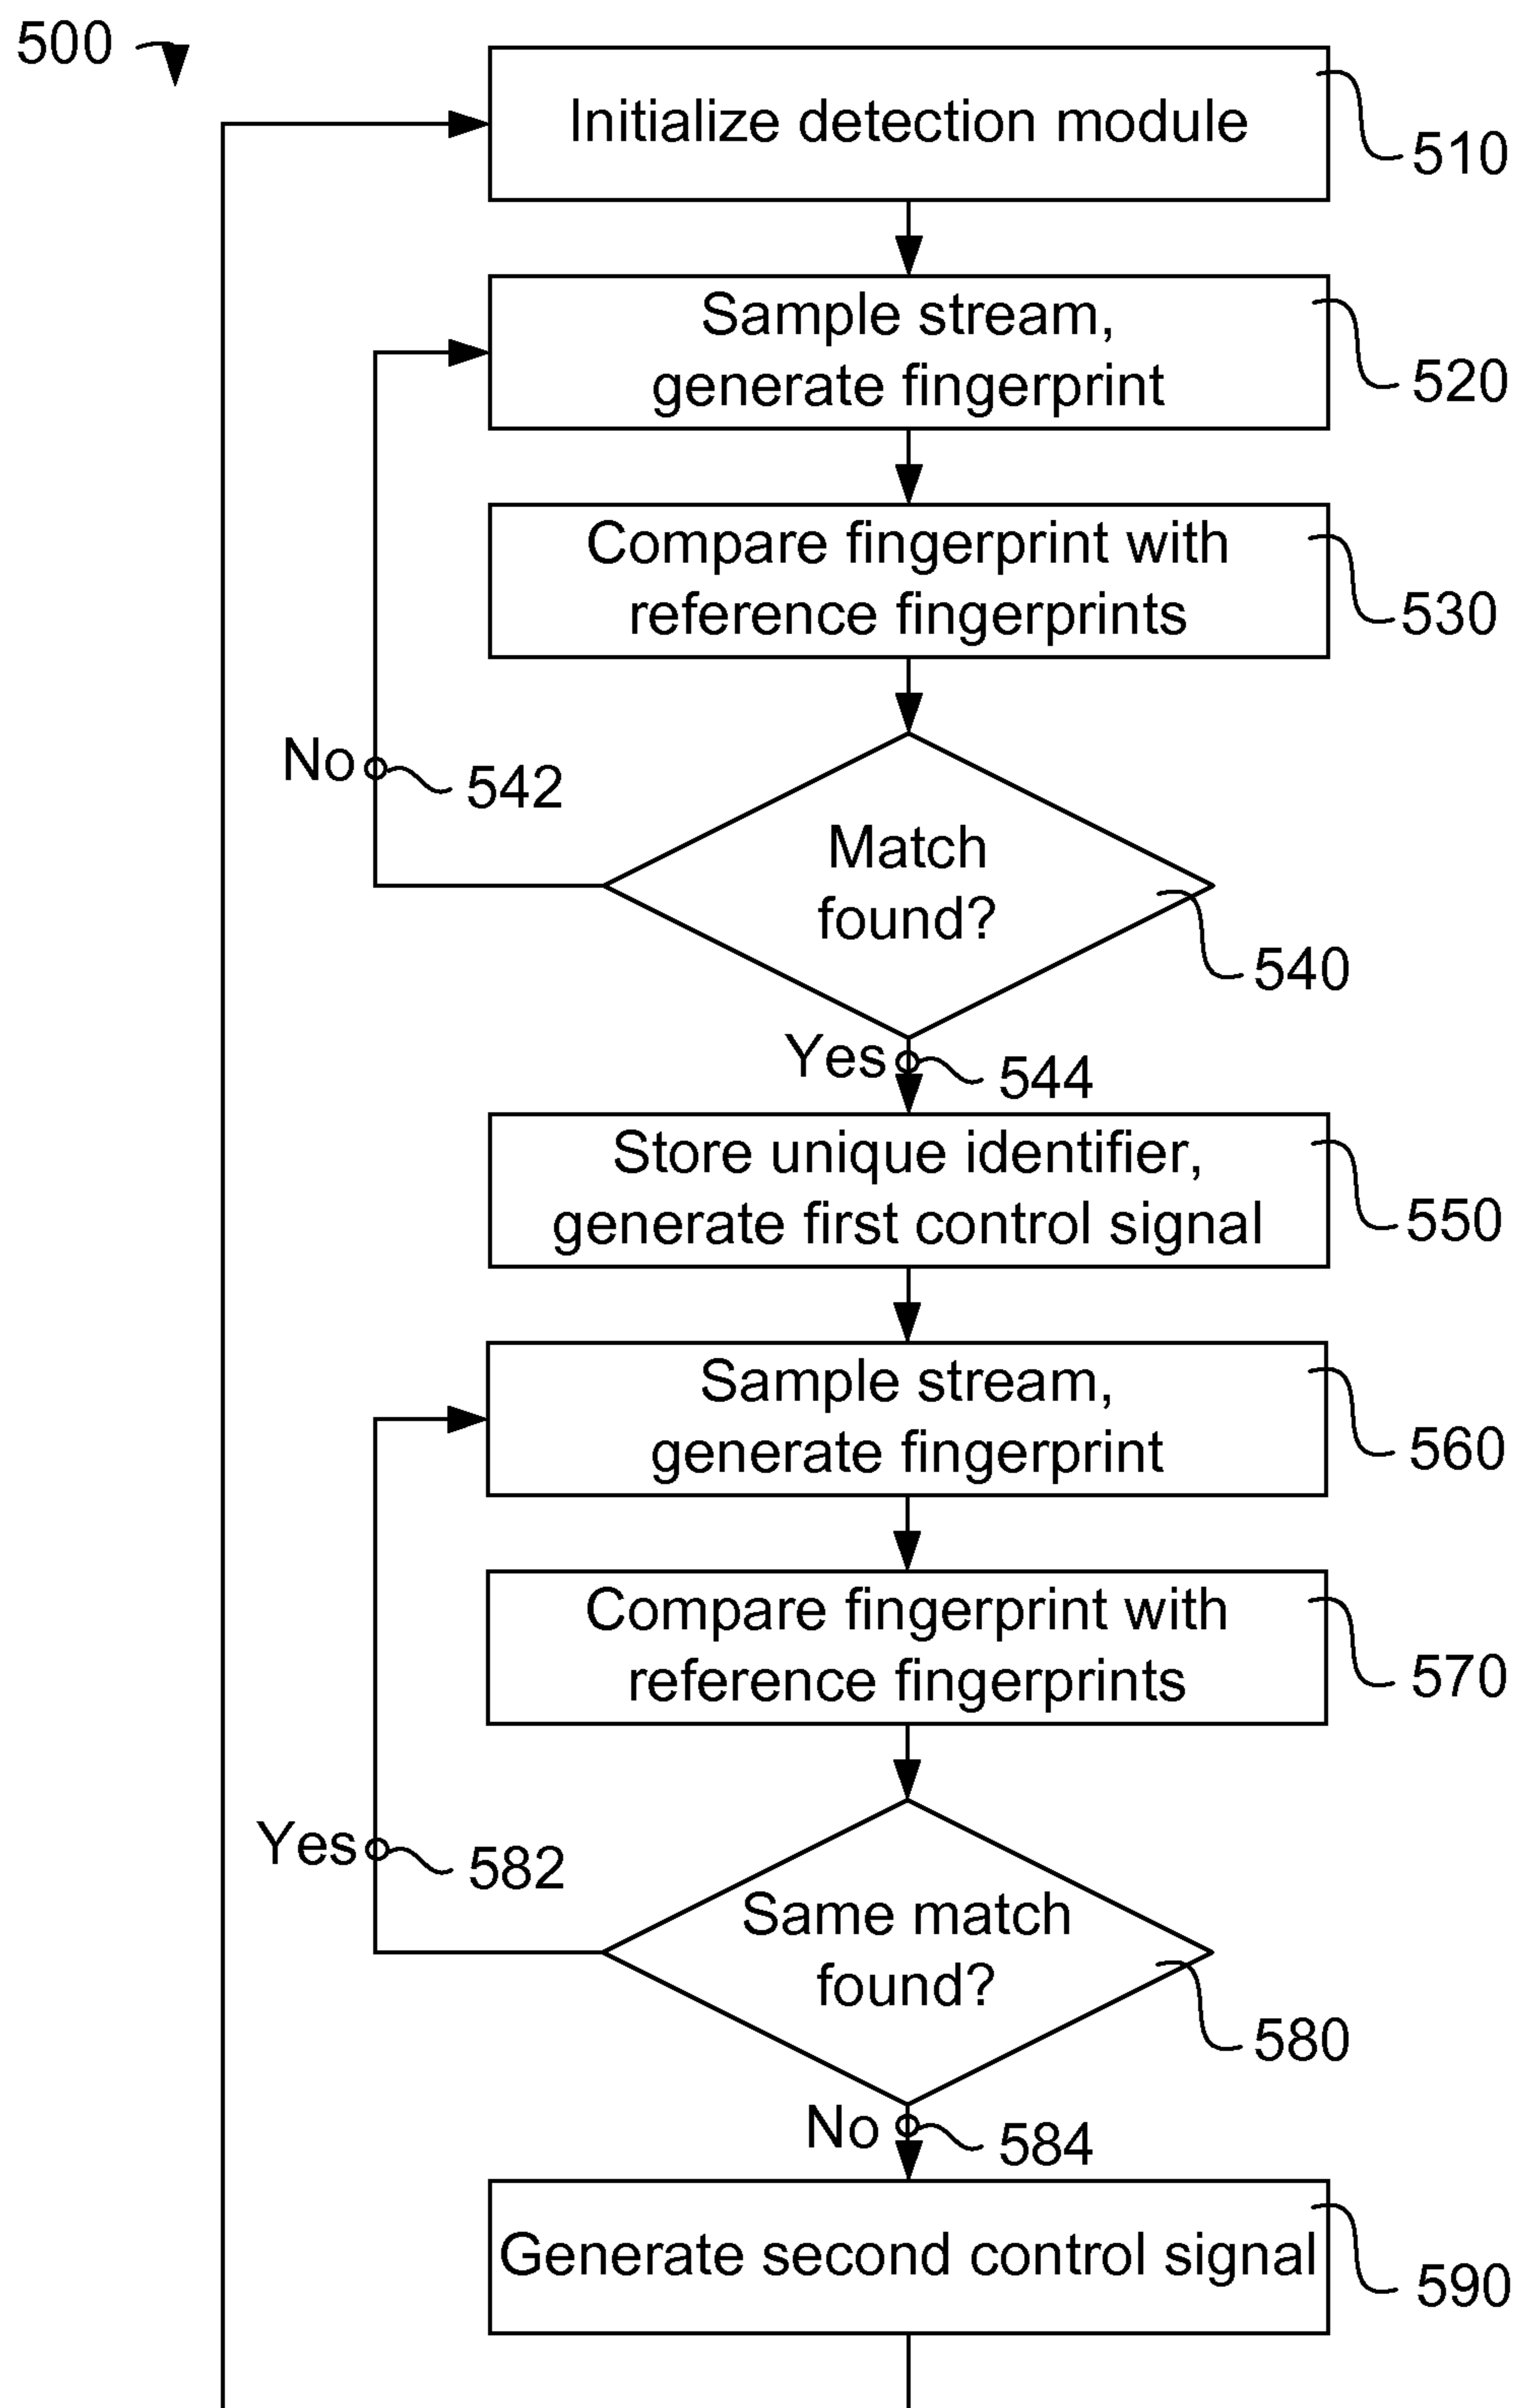 500
Initialize detection module
510
Sample stream,
generate fingerprint
520
Compare fingerprint with
reference fingerprints
530
No
542
Match
found?
540
Yes
544
Store unique identifier,
generate first control signal
550
Sample stream,
generate fingerprint
560
Compare fingerprint with
reference fingerprints
570
Yes
582
Same match
found?
580
No
584
Generate second control signal
590